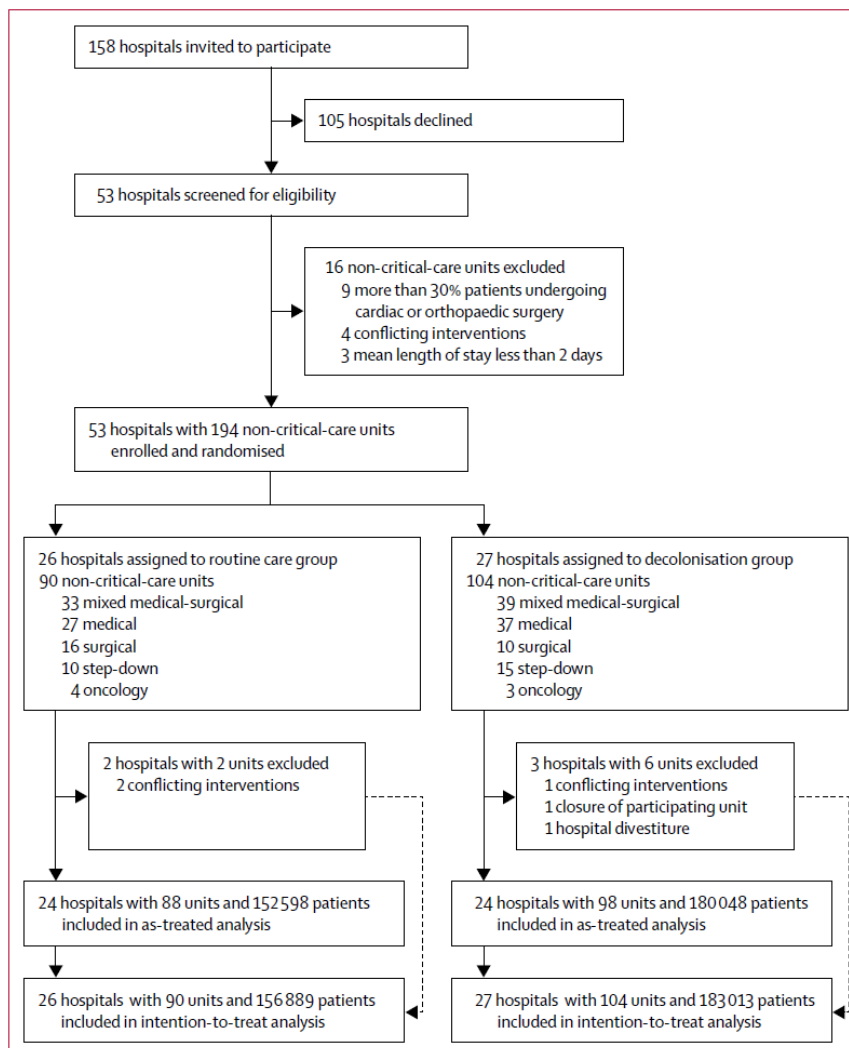 158 hospitals invited to participate
105 hospitals declined
53 hospitals screened for eligibility
16 non-critical-care units excluded
9 more than 30% patients undergoing
cardiac or orthopaedic surgery
4 conflicting interventions
3 mean length of stay less than 2 days
53 hospitals with 194 non-critical-care units
enrolled and randomised
26 hospitals assigned to routine care group
90 non-critical-care units
33 mixed medical-surgical
27 medical
16 surgical
10 step-down
4 oncology
27 hospitals assigned to decolonisation group
104 non-critical-care units
39 mixed medical-surgical
37 medical
10 surgical
15 step-down
3 oncology
2 hospitals with 2 units excluded
2 conflicting interventions
3 hospitals with 6 units excluded
1 conflicting interventions
1 closure of participating unit
1 hospital divestiture
24 hospitals with 88 units and 152 598 patients
included in as-treated analysis
24 hospitals with 98 units and 180 048 patients
included in as-treated analysis
26 hospitals with 90 units and 156 889 patients
included in intention-to-treat analysis
27 hospitals with 104 units and 183 013 patients
included in intention-to-treat analysis